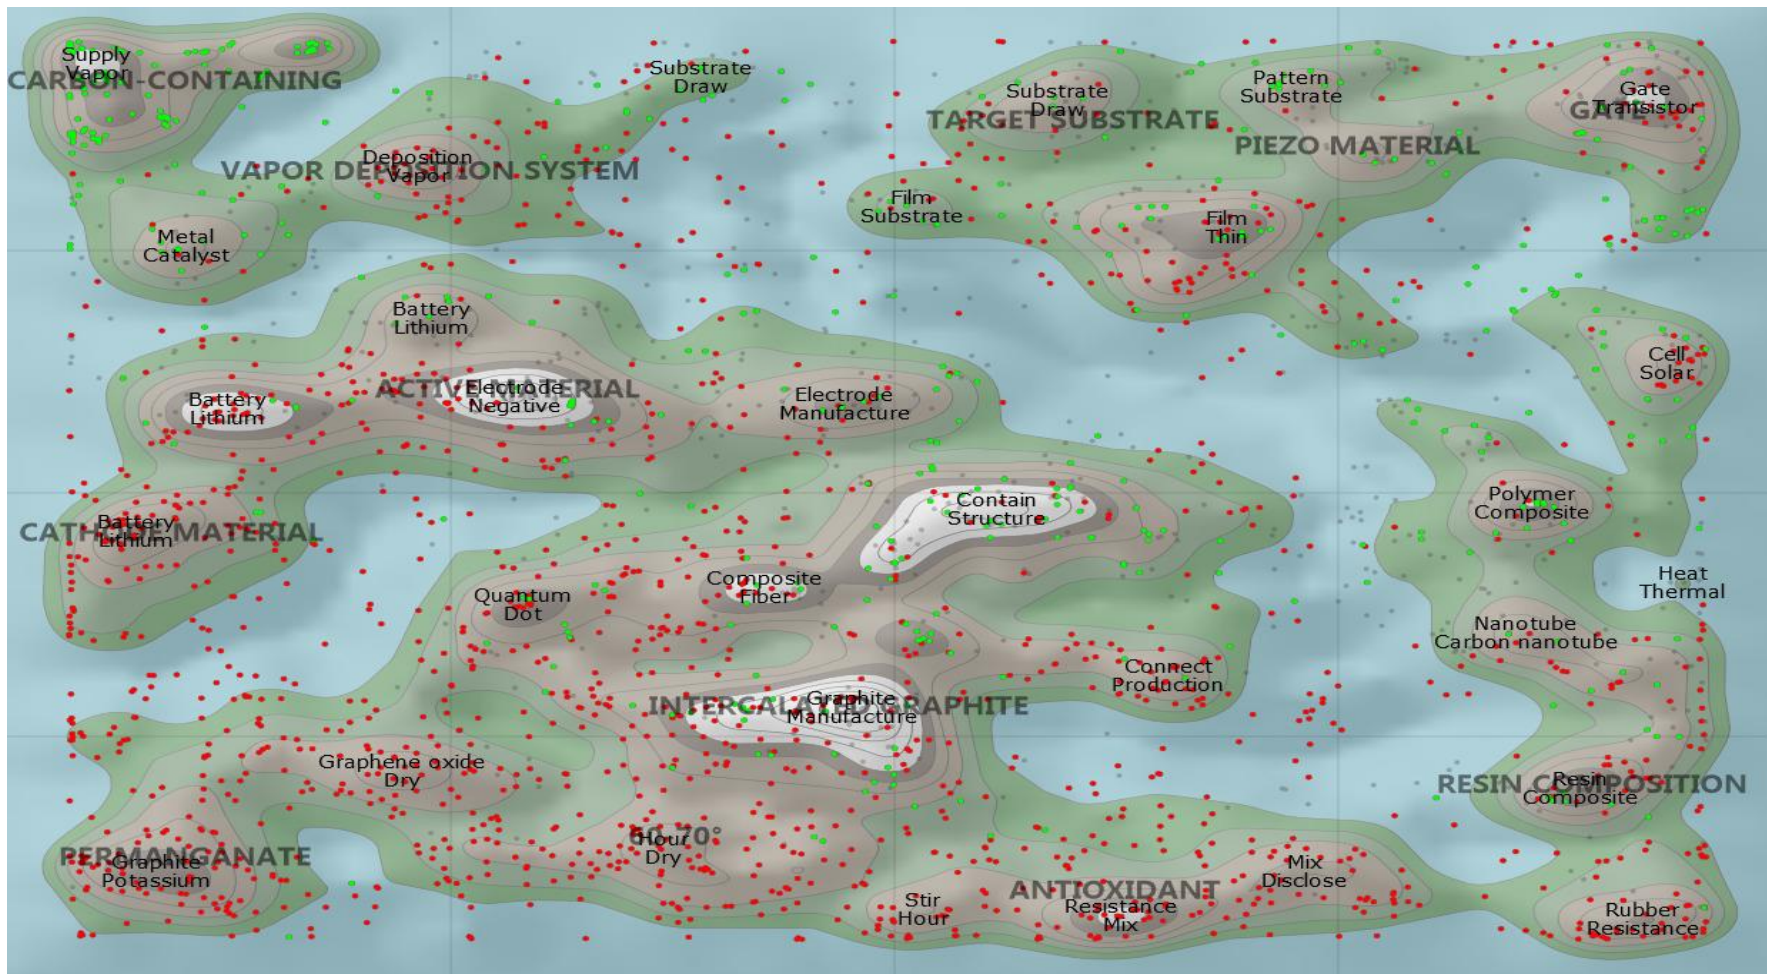 Supply
Vapor
CARBON-CONTAINING
Substrate
Draw
Substrate
Draw
TARGET SUBSTRATE
Pattern
Substrate
PIEZO MATERIAL
Gate
Transistor
GATE
Deposition
Vapor
VAPOR DEPOSITION SYSTEM
Metal
Catalyst
Film
Substrate
Film
Thin
Battery
Lithium
Battery
Lithium
ACTIVE MATERIAL
Electrode
Negative
Electrode
Manufacture
Cell
Solar
Battery
Lithium
CATHODE MATERIAL
Contain
Structure
Polymer
Composite
Quantum
Dot
Composite
Fiber
Heat
Thermal
Nanotube
Carbon nanotube
Connect
Production
Graphite
Manufacture
INTERCALATED GRAPHITE
Graphene oxide
Dry
Resin
Composite
RESIN COMPOSITION
PERMANGANATE
Graphite
Potassium
60-70°
Hour
Dry
Stir
Hour
ANTIOXIDANT
Resistance
Mix
Mix
Disclose
Rubber
Resistance